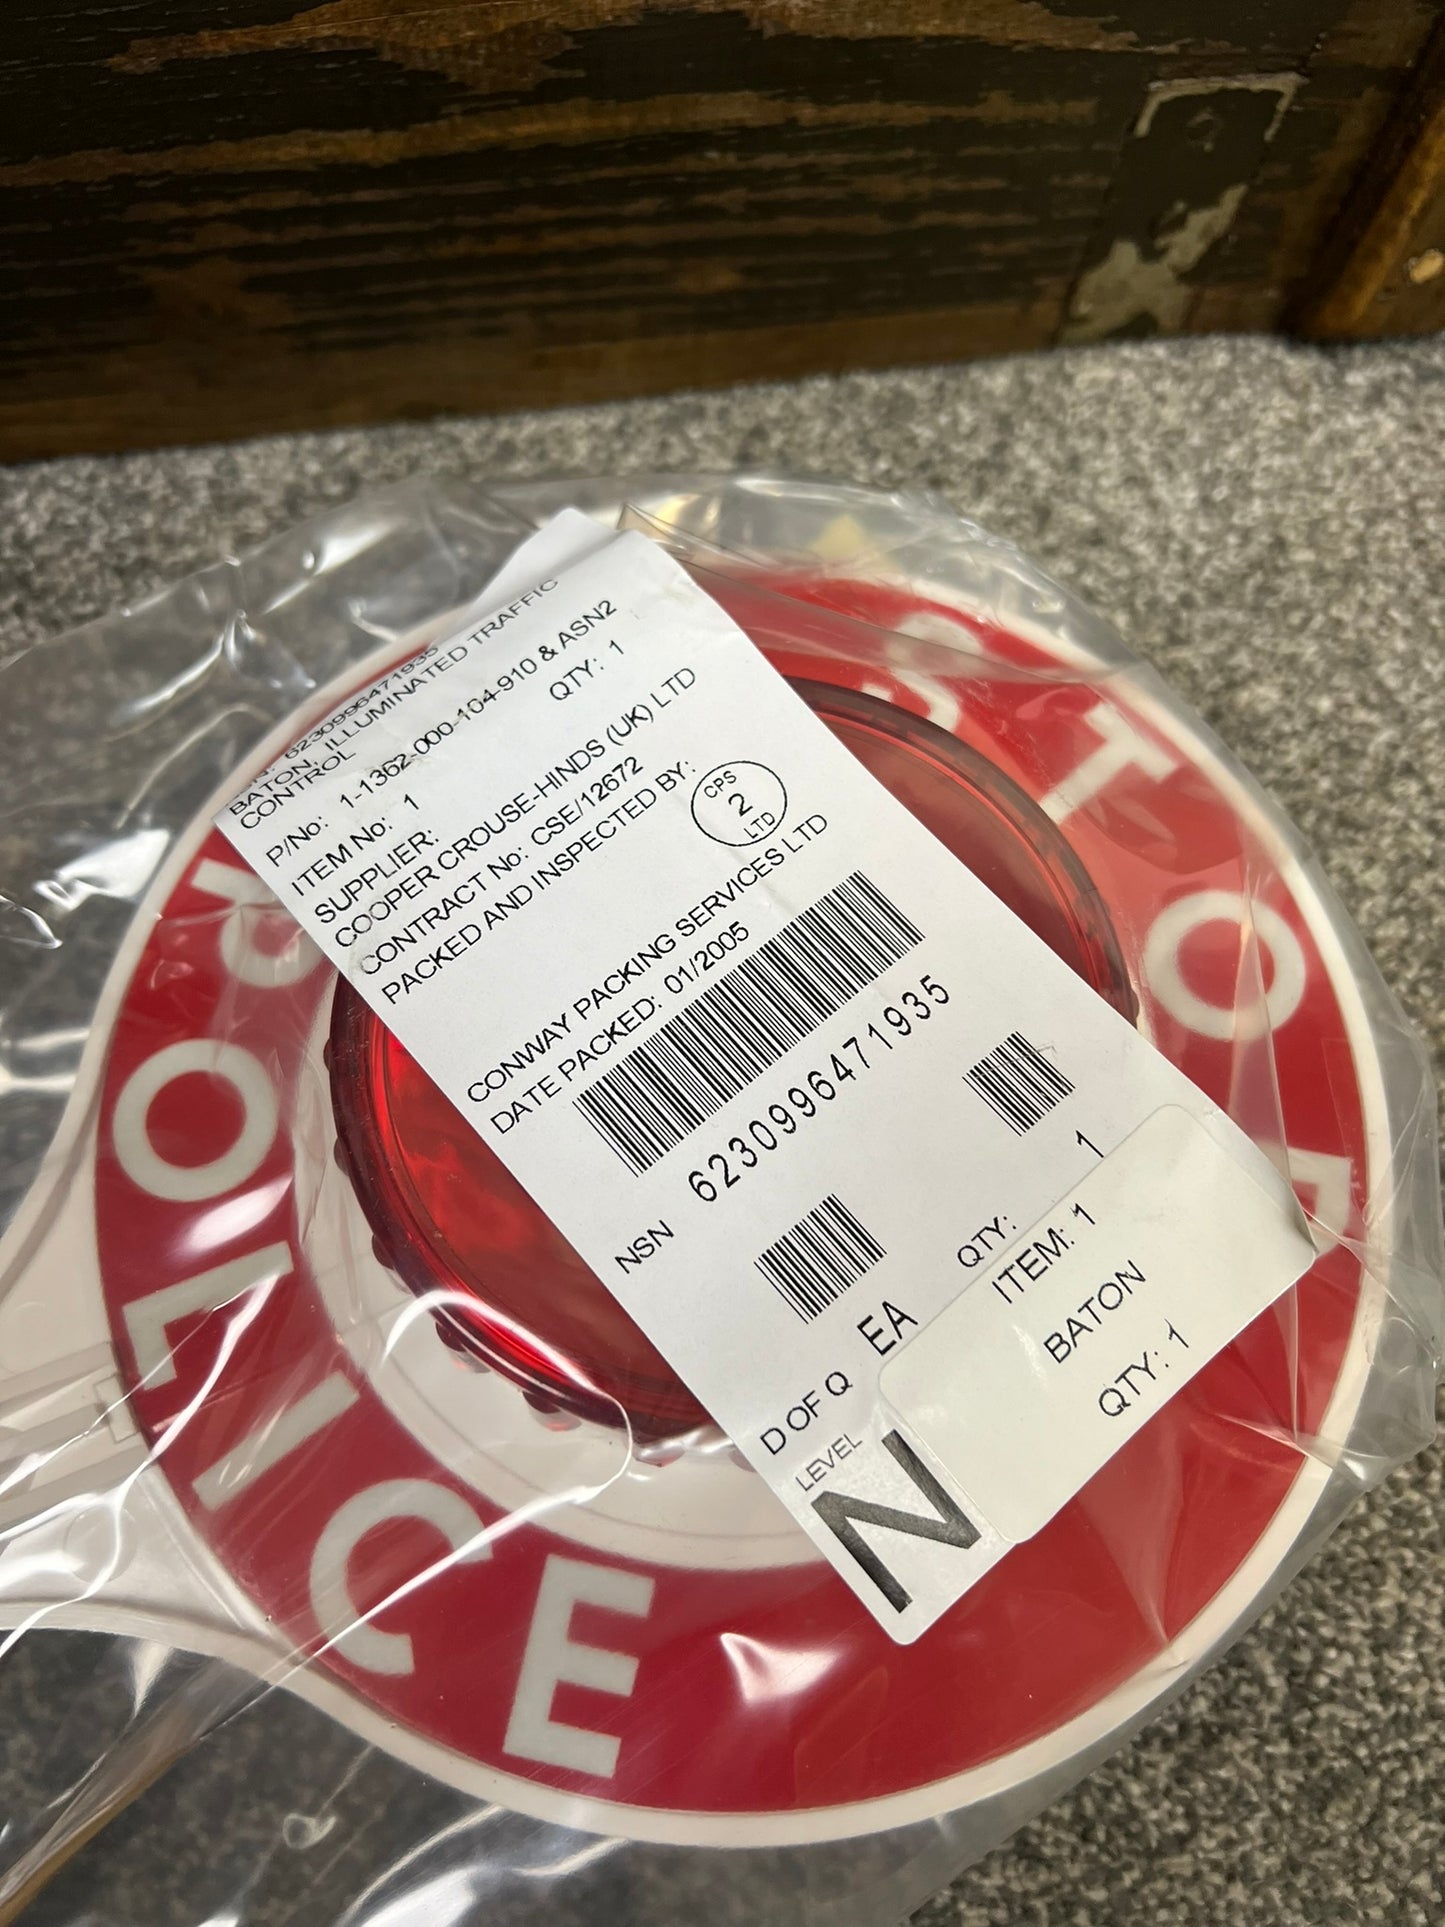 6230996471935
BATON, ILLUMINATED TRAFFIC
CONTROL
P/No: 1-1362-000-104-910 & ASN2
ITEM No: 1 QTY: 1
SUPPLIER:
COOPER CROUSE-HINDS (UK) LTD
CONTRACT No: CSE/12672
PACKED AND INSPECTED BY:
CPS
2
LTD
CONWAY PACKING SERVICES LTD
DATE PACKED: 01/2005
NSN 6230996471935
D OF Q EA QTY: 1
LEVEL
N
ITEM: 1
BATON
QTY: 1
STOP
POLICE